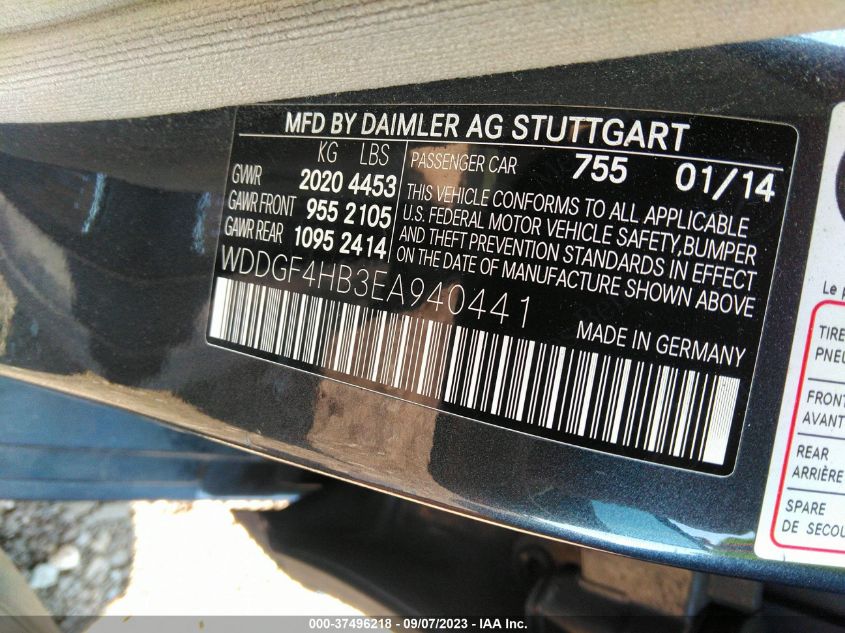 MFD BY DAIMLER AG STUTTGART
KG LBS
GVWR 2020 4453
GAWR FRONT 955 2105
GAWR REAR 1095 2414
PASSENGER CAR 755 01/14
THIS VEHICLE CONFORMS TO ALL APPLICABLE
U.S. FEDERAL MOTOR VEHICLE SAFETY, BUMPER
AND THEFT PREVENTION STANDARDS IN EFFECT
ON THE DATE OF MANUFACTURE SHOWN ABOVE
WDDGF4HB3EA940441
MADE IN GERMANY
Le p
TIRE
PNEU
FRONT
AVANT
REAR
ARRIÈRE
SPARE
DE SECOU
000-37496218 - 09/07/2023 - IAA Inc.